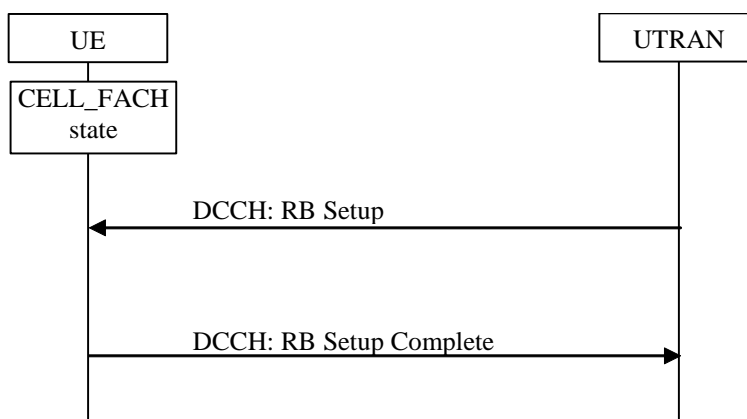 UE
UTRAN
CELL_FACH
state
DCCH: RB Setup
DCCH: RB Setup Complete